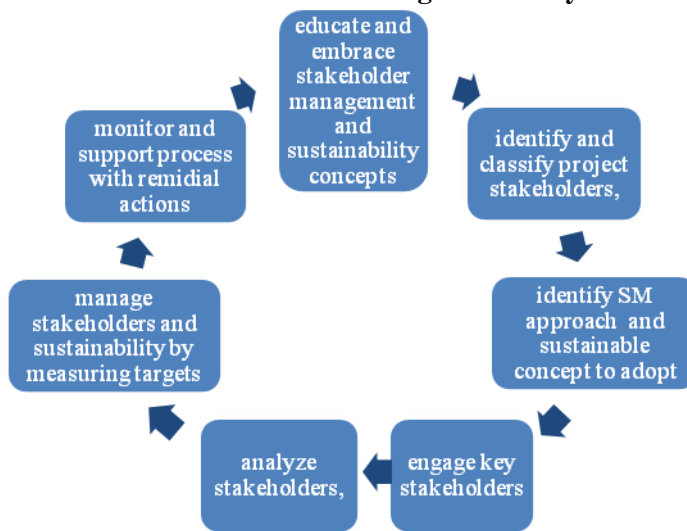 educate and
embrace
stakeholder
management
and
sustainability
concepts
identify and
classify project
stakeholders,
identify SM
approach and
sustainable
concept to adopt
engage key
stakeholders
analyze
stakeholders,
manage
stakeholders and
sustainability by
measuring targets
monitor and
support process
with remidial
actions